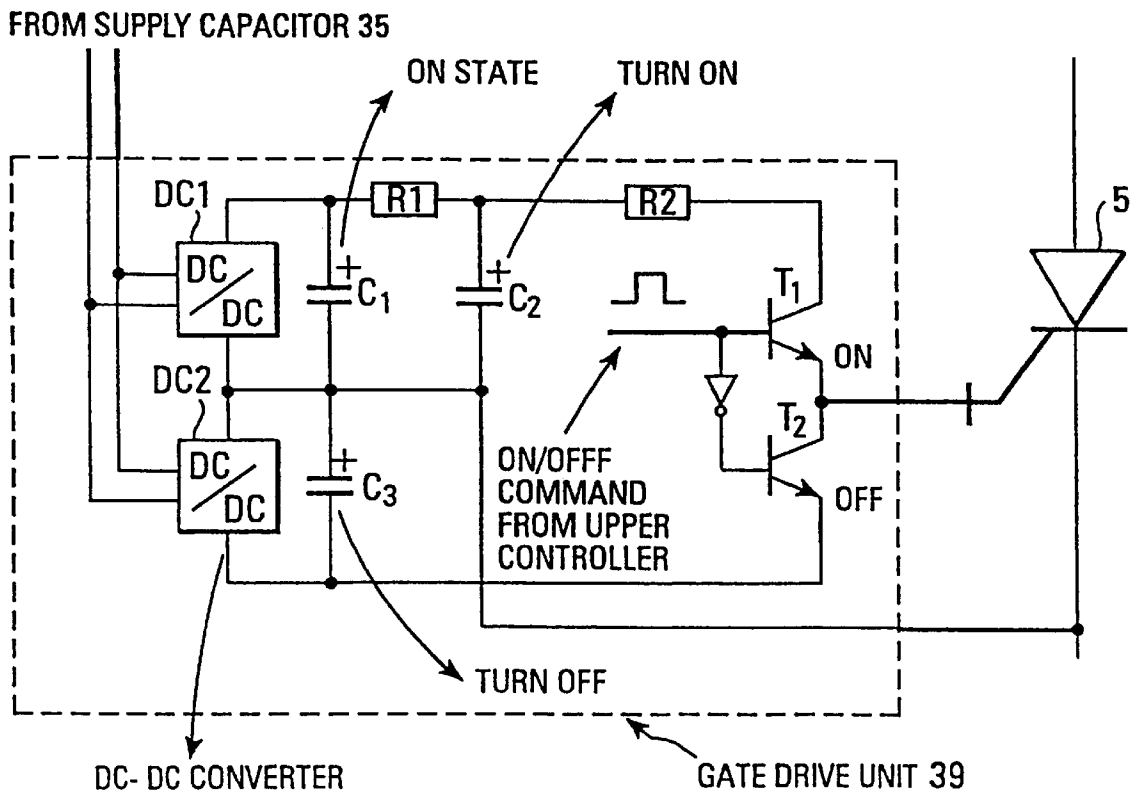 FROM SUPPLY CAPACITOR 35
ON STATE
TURN ON
DC1
R1
R2
5
DC
DC
+
C1
+
C2
T1
ON
DC2
DC
DC
+
C3
T2
OFF
ON/OFFF
COMMAND
FROM UPPER
CONTROLLER
TURN OFF
DC- DC CONVERTER
GATE DRIVE UNIT 39